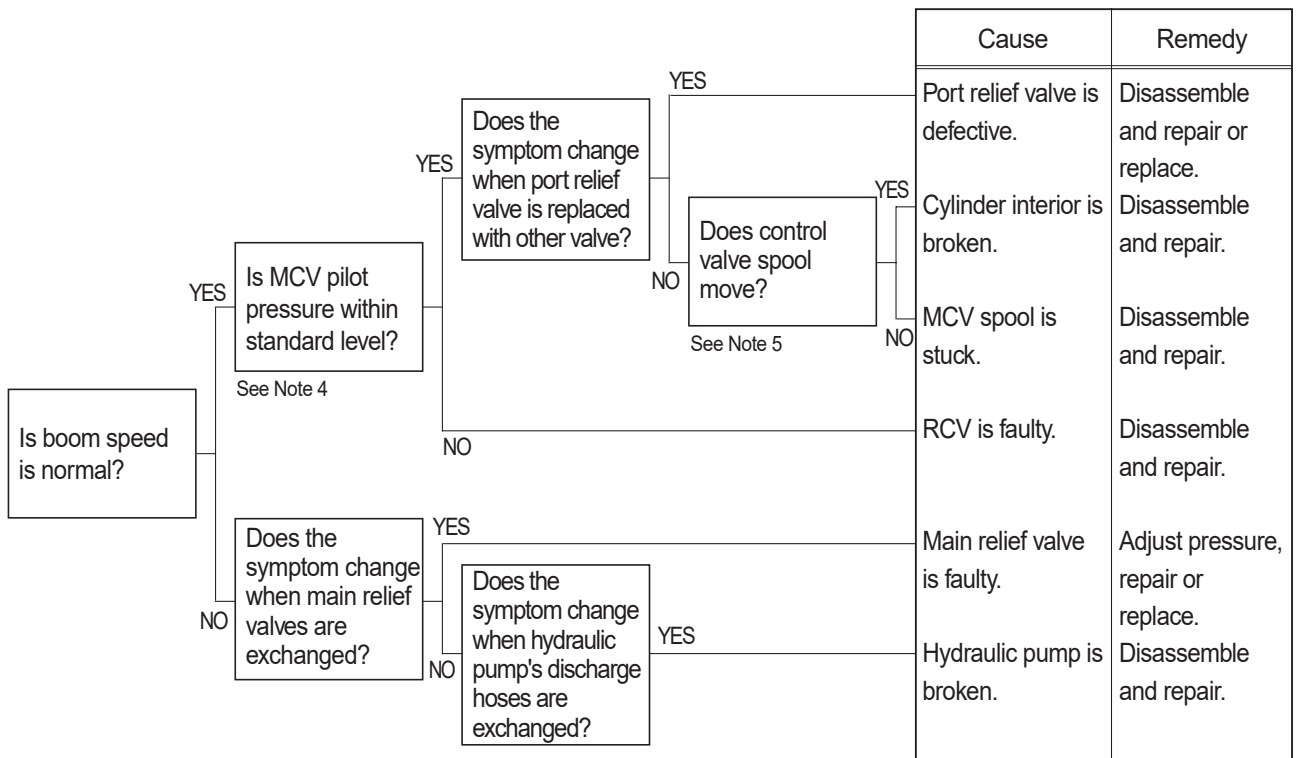 Cause
Remedy
YES
Port relief valve is
defective.
Disassemble
and repair or
replace.
Does the
symptom change
when port relief
valve is replaced
with other valve?
YES
YES
Cylinder interior is
broken.
Disassemble
and repair.
Does control
valve spool
move?
NO
See Note 5
NO
MCV spool is
stuck.
Disassemble
and repair.
YES
Is MCV pilot
pressure within
standard level?
See Note 4
NO
RCV is faulty.
Disassemble
and repair.
Is boom speed
is normal?
NO
Does the
symptom change
when main relief
valves are
exchanged?
YES
Main relief valve
is faulty.
Adjust pressure,
repair or
replace.
NO
Does the
symptom change
when hydraulic
pump's discharge
hoses are
exchanged?
YES
Hydraulic pump is
broken.
Disassemble
and repair.